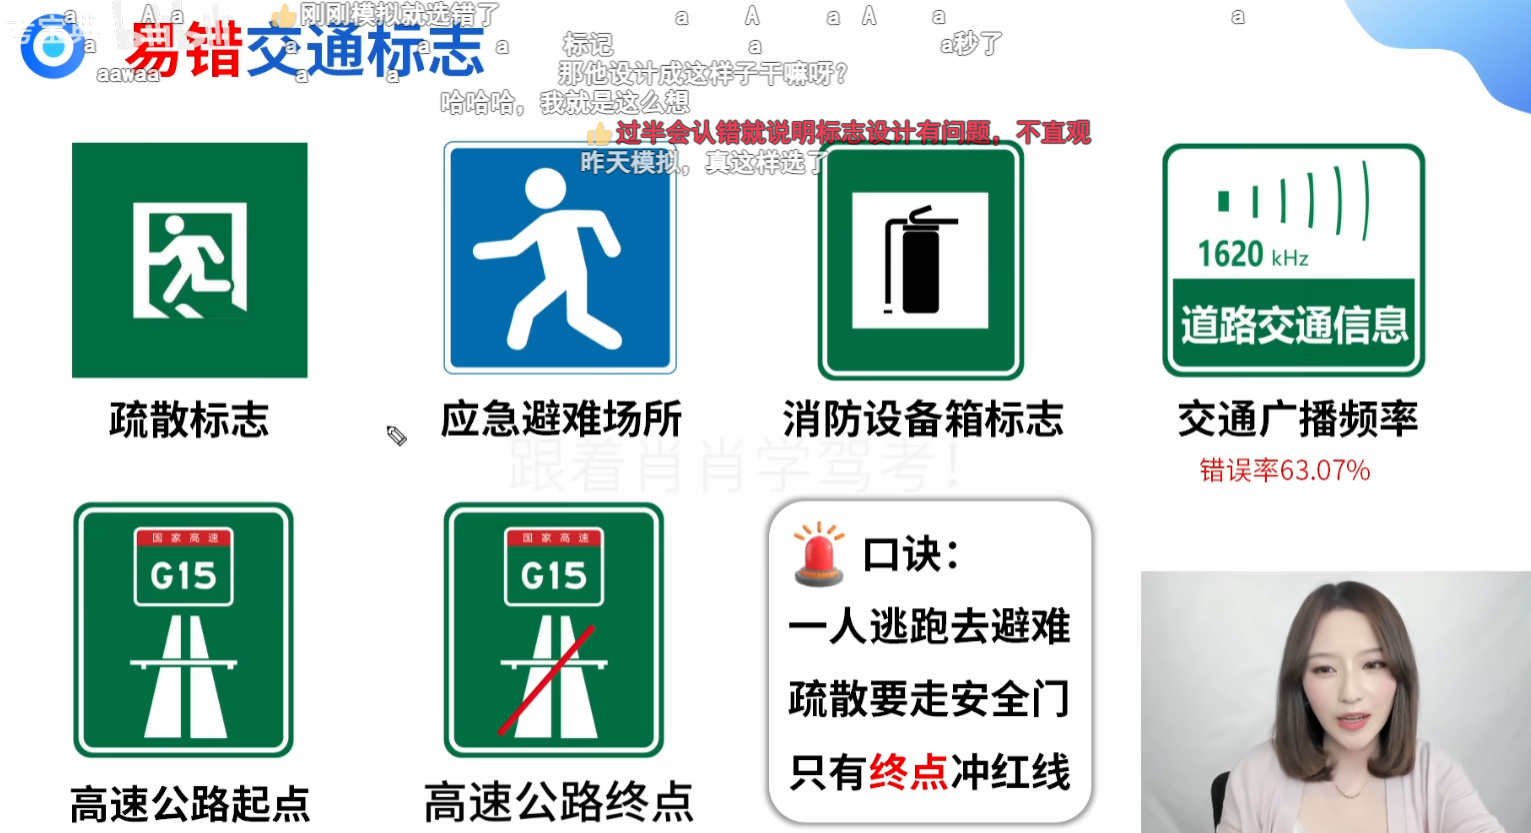 a A a 👍刚刚模拟就选错了 a A a A a a
易错交通标志
a a a a 标记 a a秒了
aawaa a a 那他设计成这样子干嘛呀?
哈哈哈，我就是这么想
👍过半会认错就说明标志设计有问题，不直观
昨天模拟，真这样选了
1620 kHz
道路交通信息
疏散标志 应急避难场所 消防设备箱标志 交通广播频率
错误率63.07%
跟着肖肖学驾考!
国家高速
G15
国家高速
G15
高速公路起点 高速公路终点
口诀：
一人逃跑去避难
疏散要走安全门
只有终点冲红线